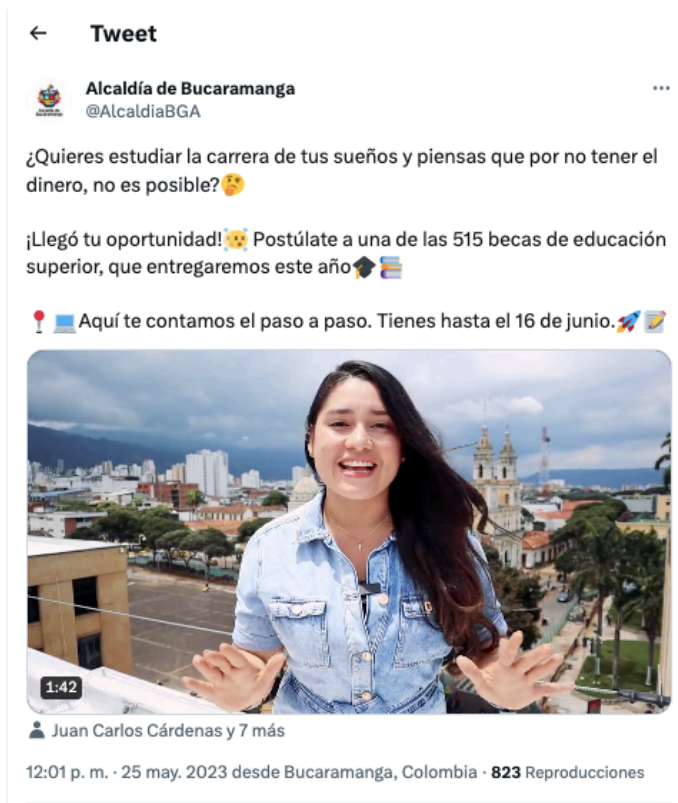 ← Tweet
Alcaldía de Bucaramanga
...
@AlcaldiaBGA
¿Quieres estudiar la carrera de tus sueños y piensas que por no tener el
dinero, no es posible?🤔
¡Llegó tu oportunidad!🫨 Postúlate a una de las 515 becas de educación
superior, que entregaremos este año🎓📚
📍💻Aquí te contamos el paso a paso. Tienes hasta el 16 de junio.🚀📝
1:42
Juan Carlos Cárdenas y 7 más
12:01 p. m. · 25 may. 2023 desde Bucaramanga, Colombia · 823 Reproducciones